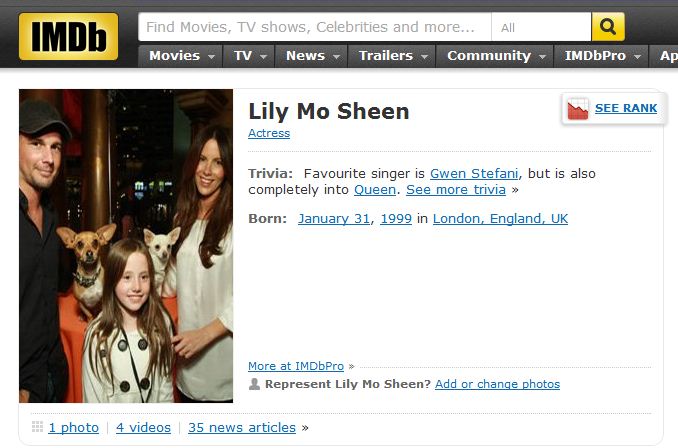 IMDb
Find Movies, TV shows, Celebrities and more...
All
Movies TV News Trailers Community IMDbPro Ap
Lily Mo Sheen
SEE RANK
Actress
Trivia: Favourite singer is Gwen Stefani, but is also
completely into Queen. See more trivia »
Born: January 31, 1999 in London, England, UK
More at IMDbPro »
Represent Lily Mo Sheen? Add or change photos
1 photo | 4 videos | 35 news articles »